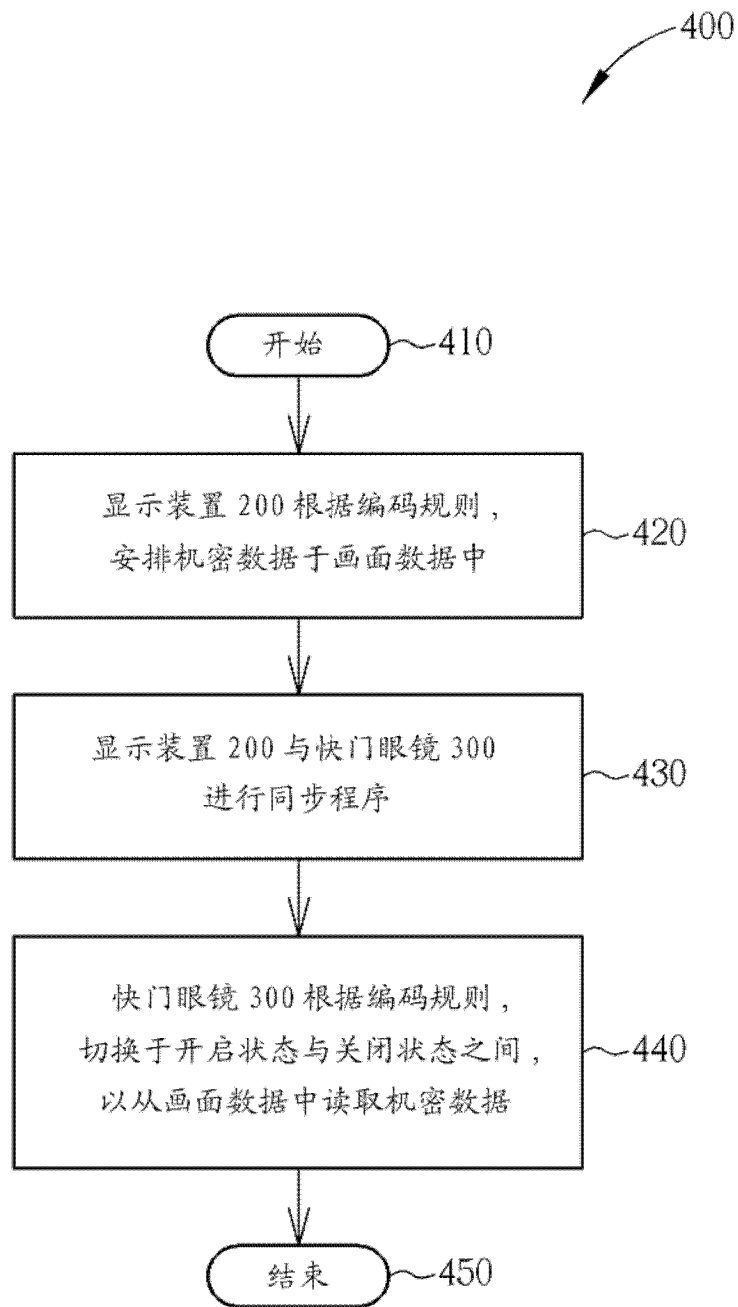 400
开始
410
显示装置 200 根据编码规则，
安排机密数据于画面数据中
420
显示装置 200 与快门眼镜 300
进行同步程序
430
快门眼镜 300 根据编码规则，
切换于开启状态与关闭状态之间，
以从画面数据中读取机密数据
440
结束
450